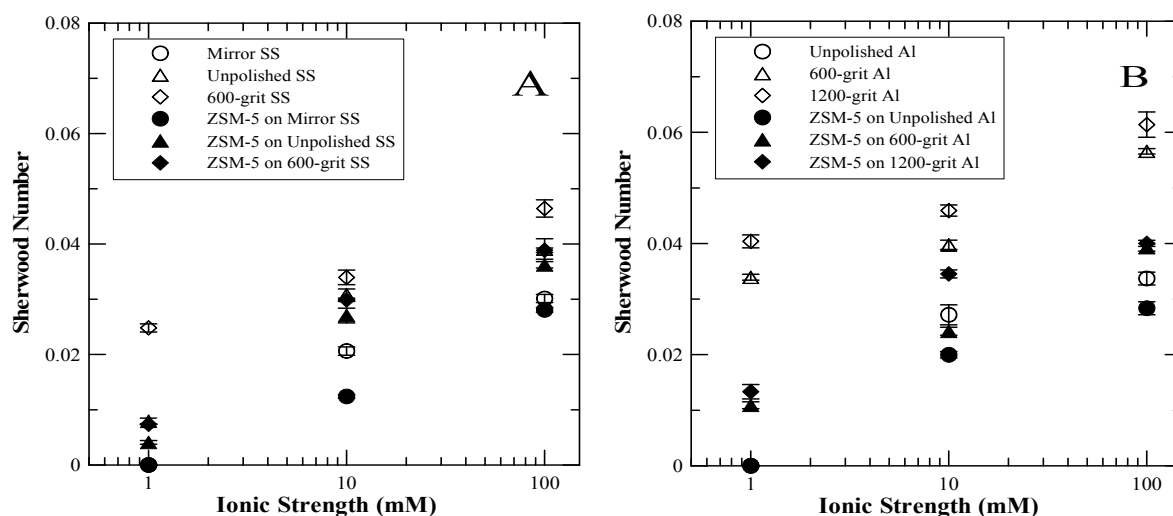 0.08
0.06
0.04
0.02
0
Sherwood Number
Mirror SS
Unpolished SS
600-grit SS
ZSM-5 on Mirror SS
ZSM-5 on Unpolished SS
ZSM-5 on 600-grit SS
A
1
10
100
Ionic Strength (mM)
0.08
0.06
0.04
0.02
0
Sherwood Number
Unpolished Al
600-grit Al
1200-grit Al
ZSM-5 on Unpolished Al
ZSM-5 on 600-grit Al
ZSM-5 on 1200-grit Al
B
1
10
100
Ionic Strength (mM)